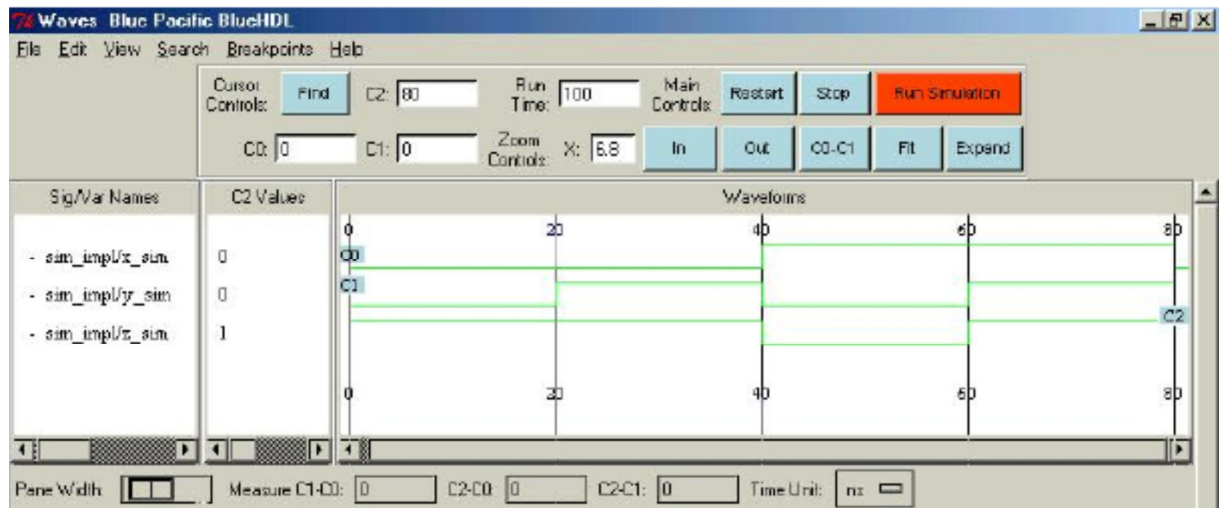 Waves Blue Pacific BlueHDL
File Edit View Search Breakpoints Help
Cursor Controls: Find C2: 80 Run Time: 100 Main Controls: Restart Stop Run Simulation
C0: 0 C1: 0 Zoom Controls: X: 6.8 In Out C0-C1 Fit Expand
Sig/Var Names C2 Values Waveforms
0 20 40 60 80
- sim_impl/x_sim 0 C0
- sim_impl/y_sim 0 C1
C2
- sim_impl/z_sim 1
0 20 40 60 80
Pane Width: Measure C1-C0: 0 C2-C0: 0 C2-C1: 0 Time Unit: ns